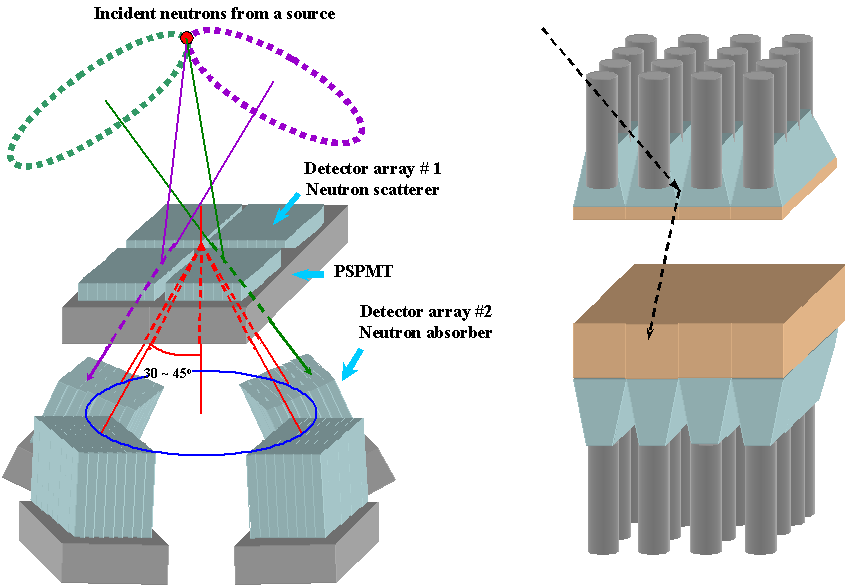 Incident neutrons from a source
Detector array # 1
Neutron scatterer
PSPMT
Detector array #2
Neutron absorber
30 ~ 45°